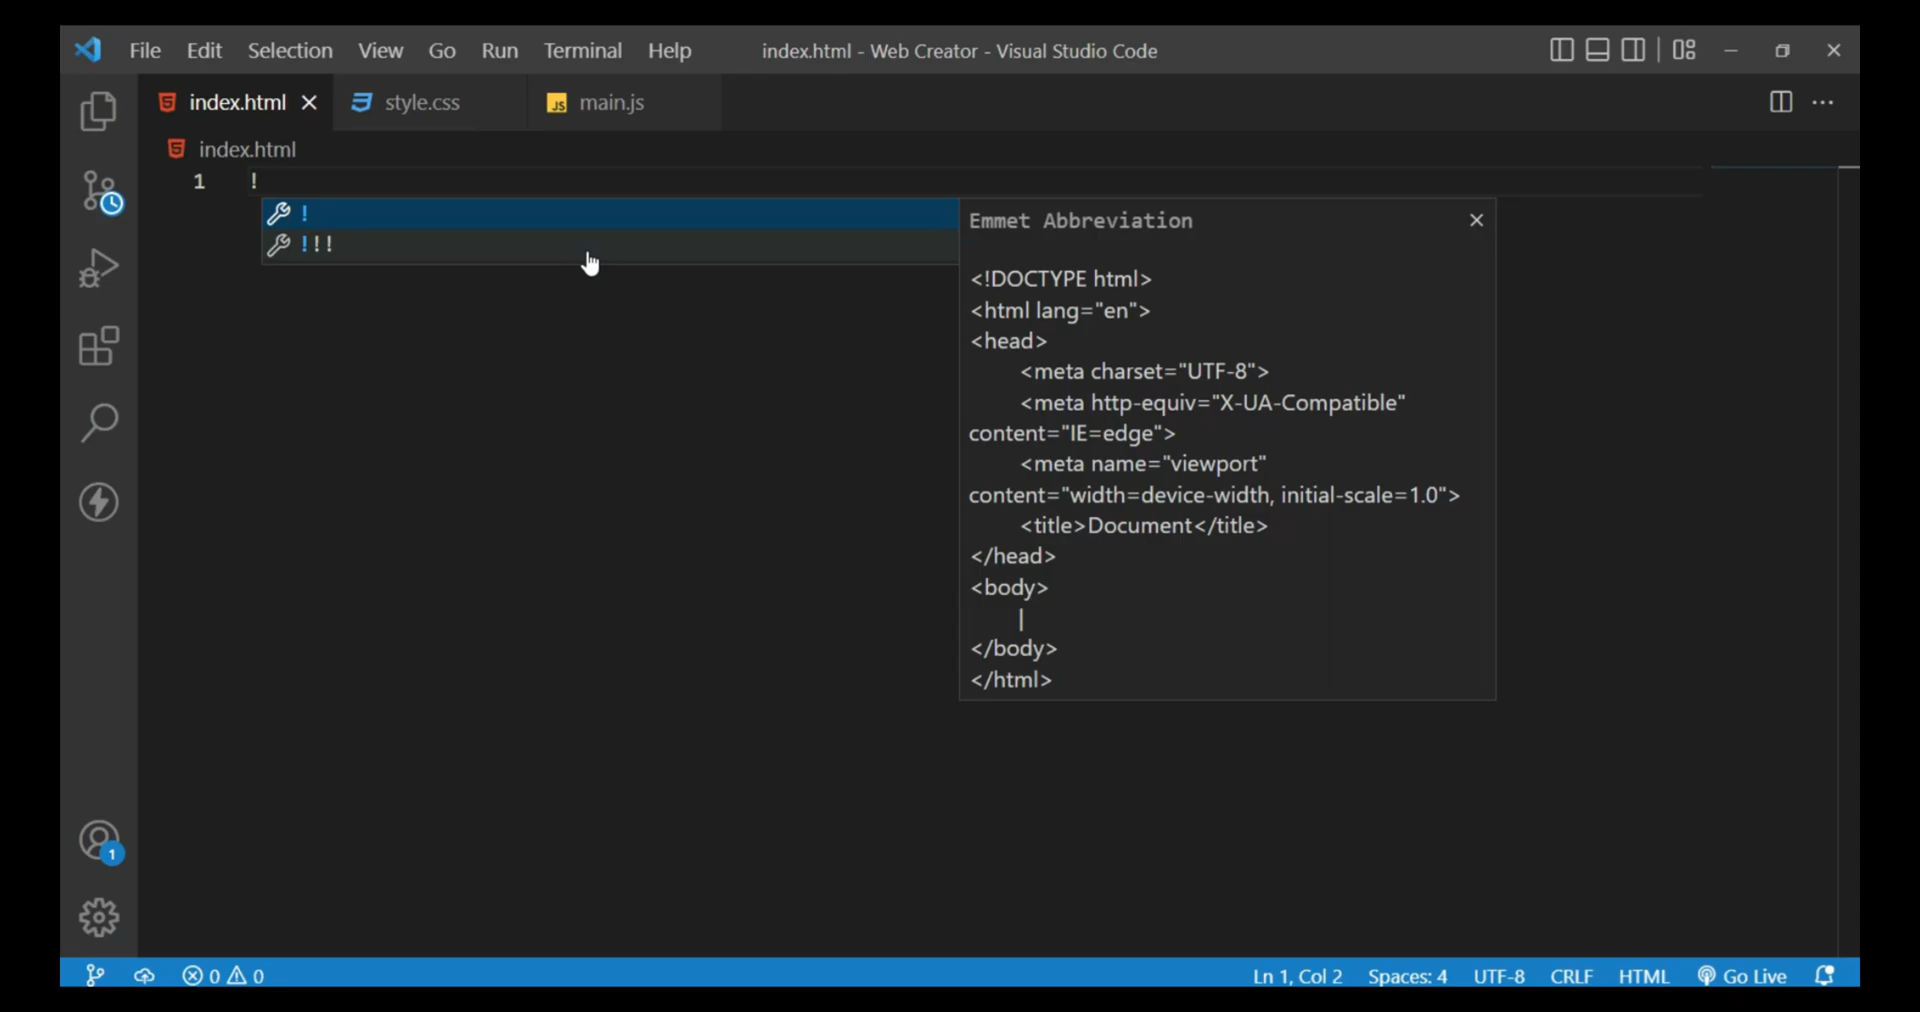 File Edit Selection View Go Run Terminal Help index.html - Web Creator - Visual Studio Code
index.html style.css JS main.js
index.html
1 !
!
!!!
Emmet Abbreviation
<!DOCTYPE html>
<html lang="en">
<head>
<meta charset="UTF-8">
<meta http-equiv="X-UA-Compatible"
content="IE=edge">
<meta name="viewport"
content="width=device-width, initial-scale=1.0">
<title>Document</title>
</head>
<body>
|
</body>
</html>
1
0 0 Ln 1, Col 2 Spaces: 4 UTF-8 CRLF HTML Go Live